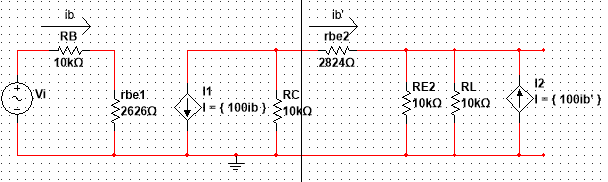 ib
ib'
RB
10kΩ
rbe2
2824Ω
Vi
rbe1
2626Ω
I1
I = { 100ib }
RC
10kΩ
RE2
10kΩ
RL
10kΩ
I2
I = { 100ib' }